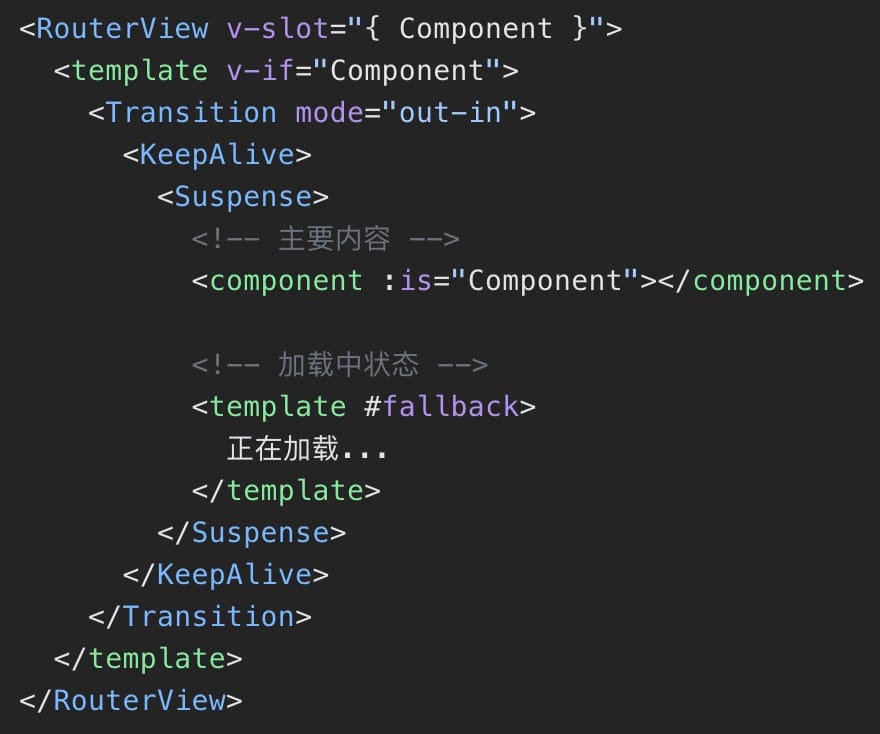 <RouterView v-slot="{ Component }">
  <template v-if="Component">
    <Transition mode="out-in">
      <KeepAlive>
        <Suspense>
          <!-- 主要内容 -->
          <component :is="Component"></component>

          <!-- 加载中状态 -->
          <template #fallback>
            正在加载...
          </template>
        </Suspense>
      </KeepAlive>
    </Transition>
  </template>
</RouterView>